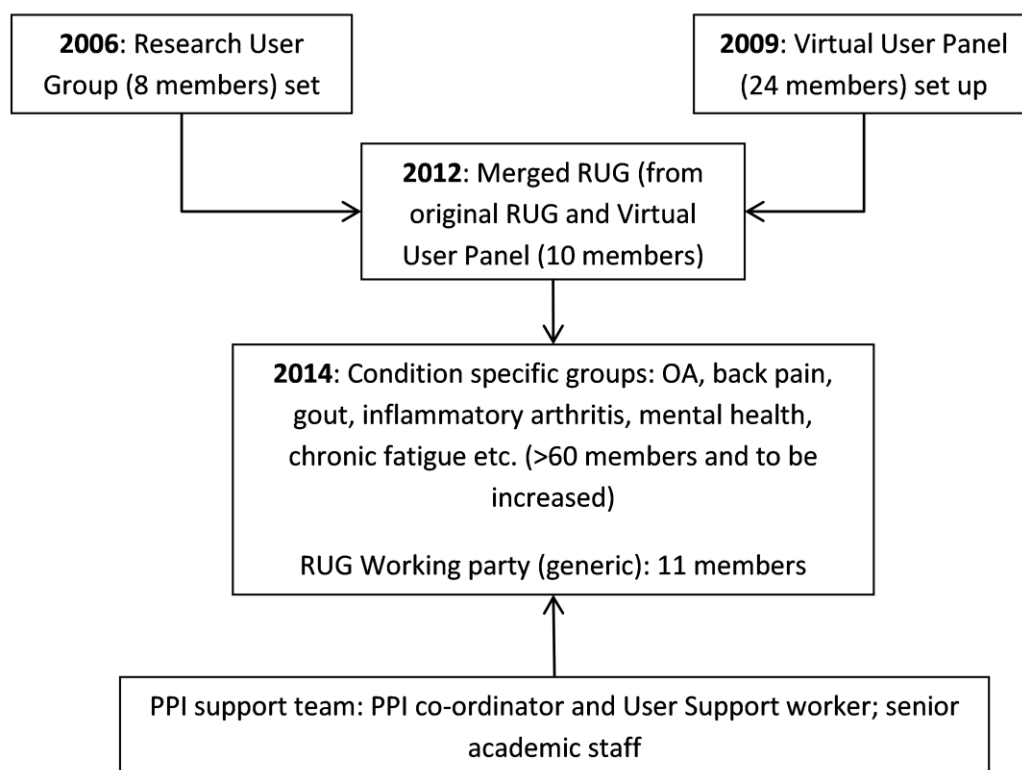 2006: Research User
Group (8 members) set
2009: Virtual User Panel
(24 members) set up
2012: Merged RUG (from
original RUG and Virtual
User Panel (10 members)
2014: Condition specific groups: OA, back pain,
gout, inflammatory arthritis, mental health,
chronic fatigue etc. (>60 members and to be
increased)
RUG Working party (generic): 11 members
PPI support team: PPI co-ordinator and User Support worker; senior
academic staff